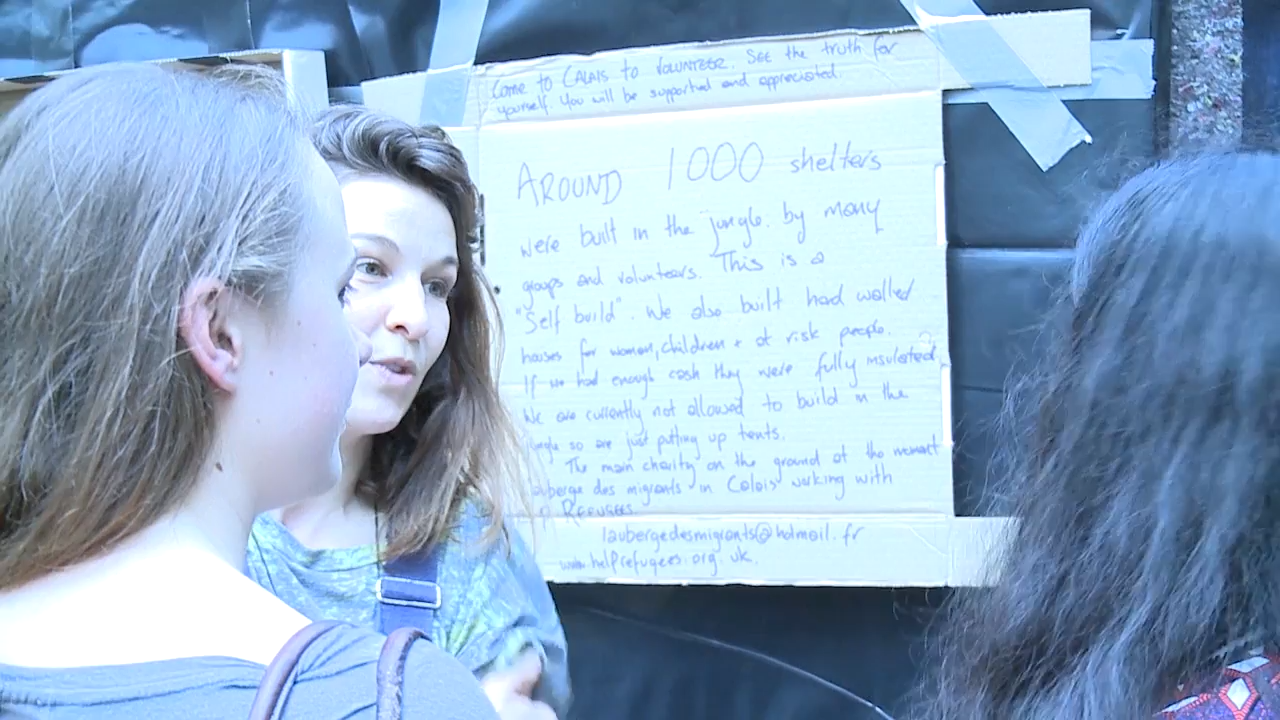 COME TO CALAIS TO VOLUNTEER. SEE the truth for
yourself. You will be supported and appreciated.
AROUND 1000 shelters
were built in the jungle. by many
groups and volunteers. This is a
"Self build". We also built hard walled
houses for women, children + at risk people.
If we had enough cash they were fully insulated
We are currently not allowed to build in the
jungle so are just putting up tents.
The main charity on the ground at the moment
auberge des migrants in Calais working with
REFUGEES.
laubergedesmigrants@hotmail.fr
www.helprefugees.org.uk.